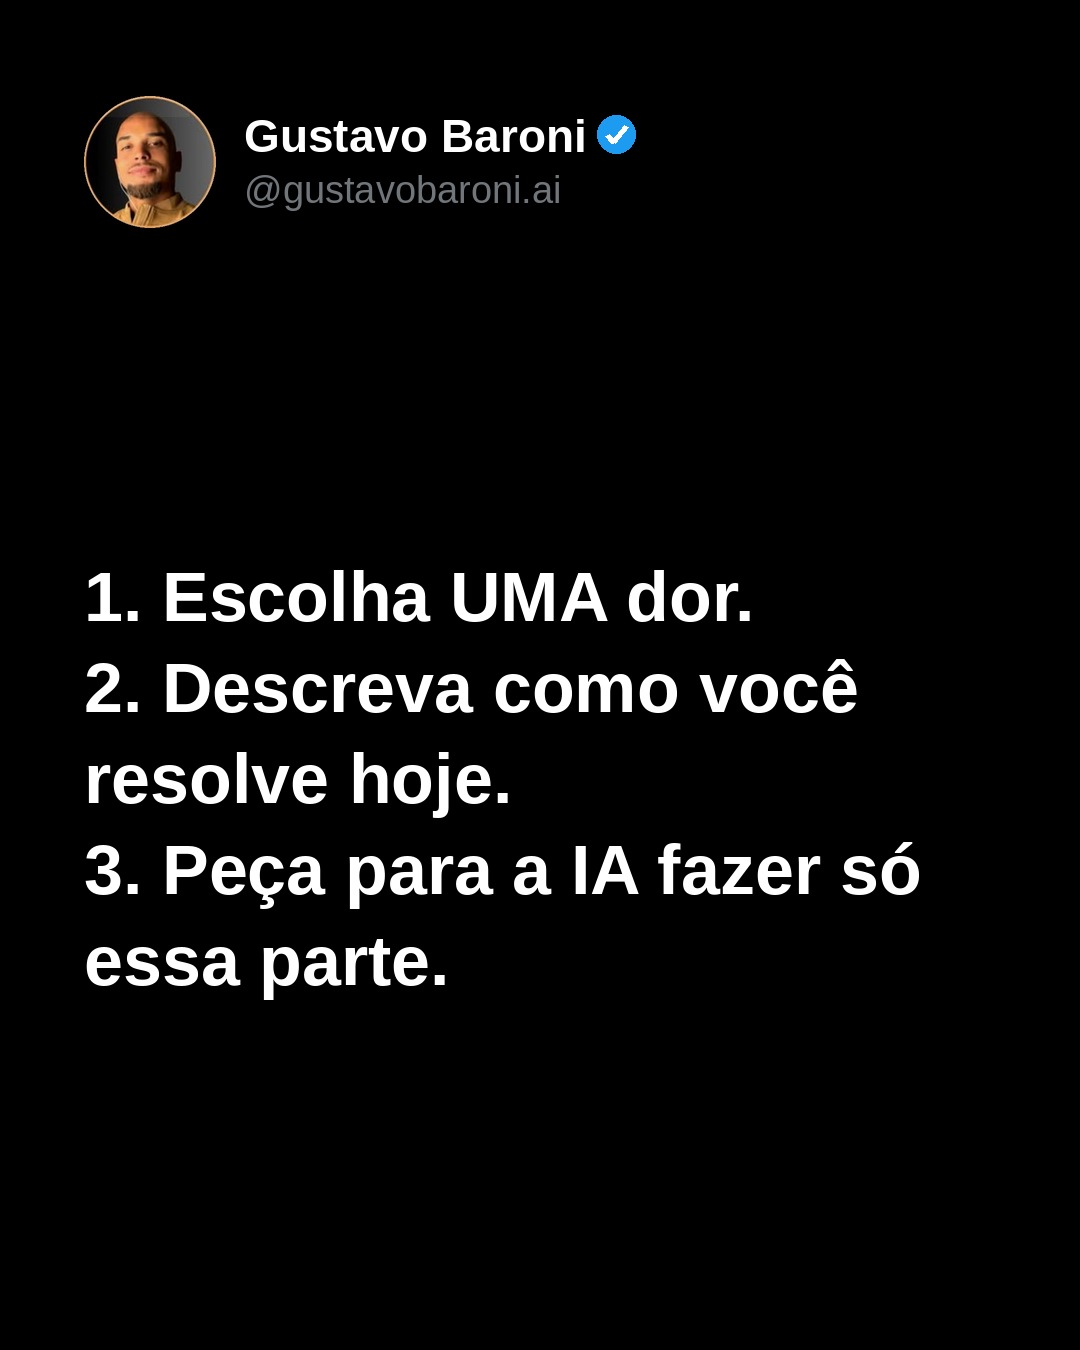 Gustavo Baroni
@gustavobaroni.ai
1. Escolha UMA dor.
2. Descreva como você
resolve hoje.
3. Peça para a IA fazer só
essa parte.